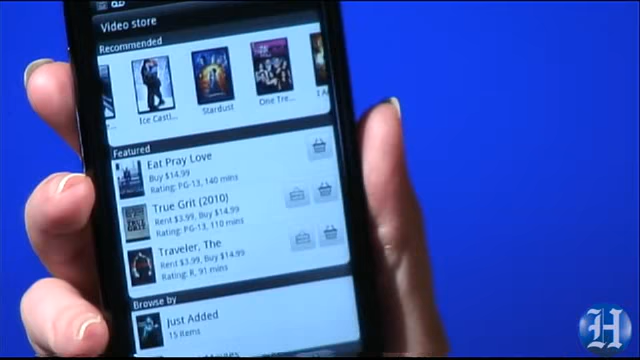 Video store
Recommended
e...
Ice Castl...
Stardust
One Tre...
I A
Featured
Eat Pray Love
Buy $14.99
Rating: PG-13, 140 mins
True Grit (2010)
Rent $3.99, Buy $14.99
Rating: PG-13, 110 mins
Traveler, The
Rent $3.99, Buy $14.99
Rating: R, 91 mins
Browse by
Just Added
15 items
H